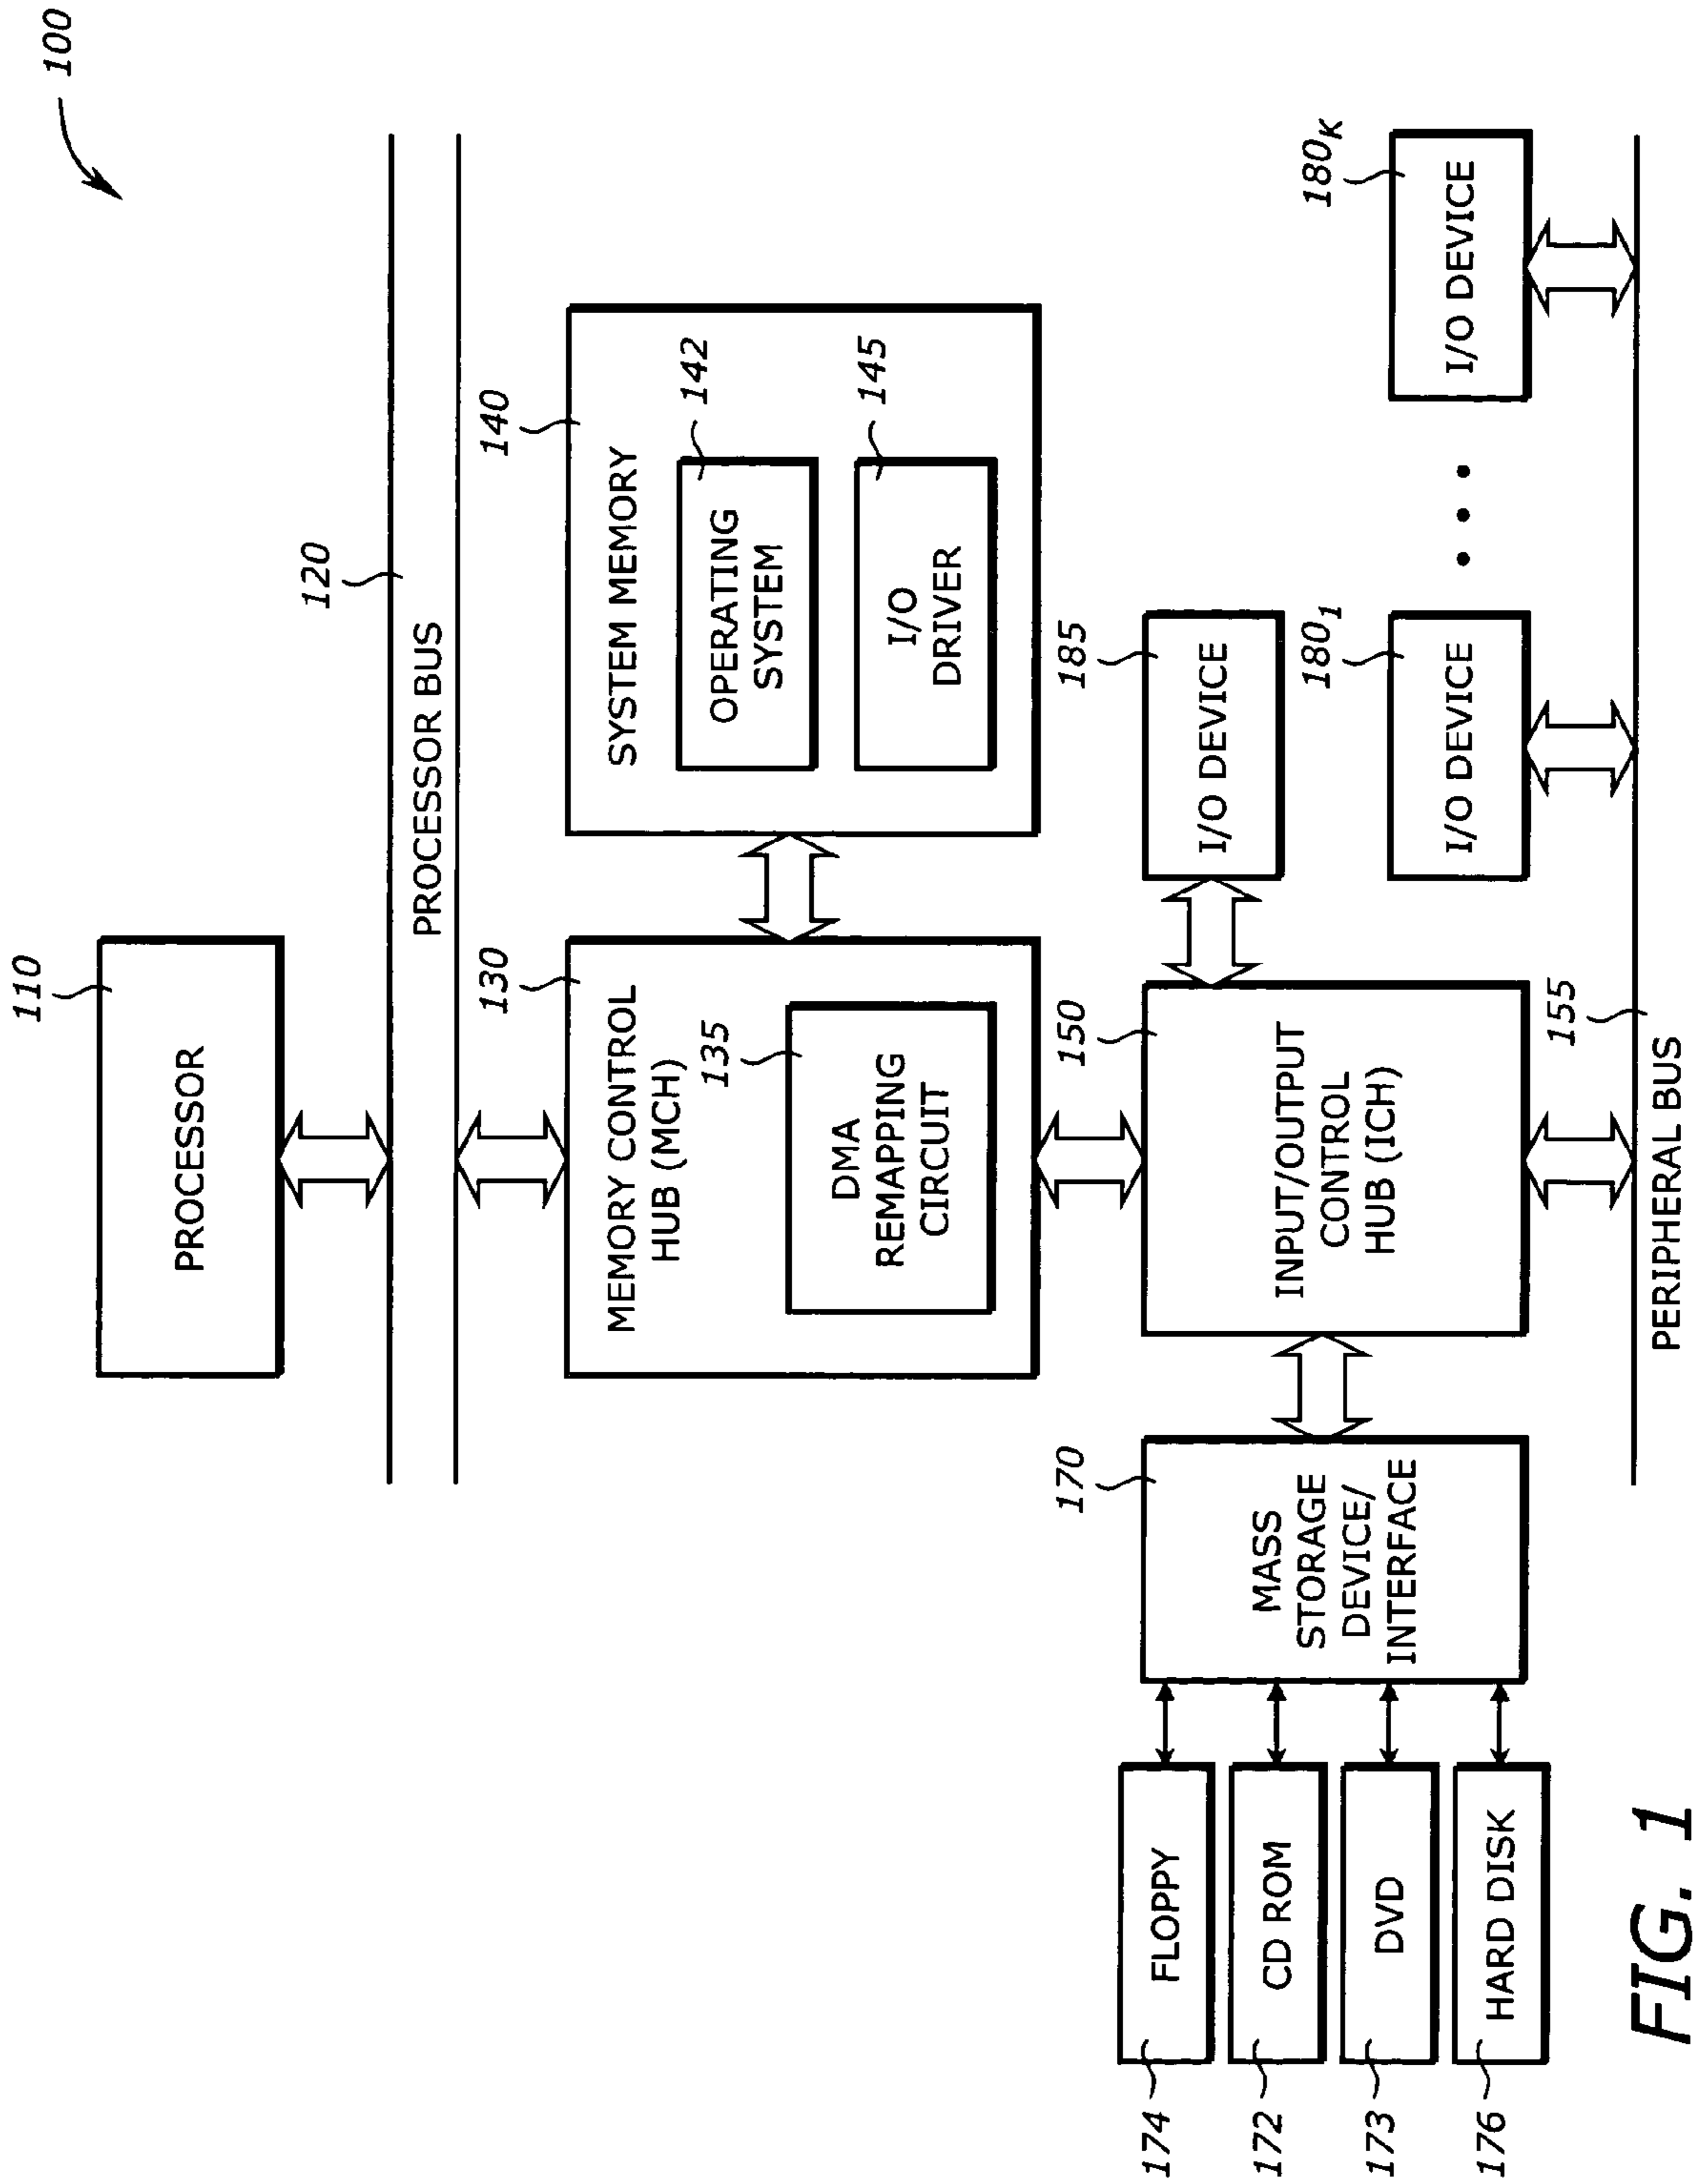 100
110
PROCESSOR
120
PROCESSOR BUS
130
MEMORY CONTROL
HUB (MCH)
135
DMA
REMAPPING
CIRCUIT
140
SYSTEM MEMORY
142
OPERATING
SYSTEM
145
I/O
DRIVER
174
FLOPPY
172
CD ROM
173
DVD
176
HARD DISK
170
MASS
STORAGE
DEVICE/
INTERFACE
150
INPUT/OUTPUT
CONTROL
HUB (ICH)
185
I/O DEVICE
180₁
I/O DEVICE
• • •
180K
I/O DEVICE
155
PERIPHERAL BUS
FIG. 1